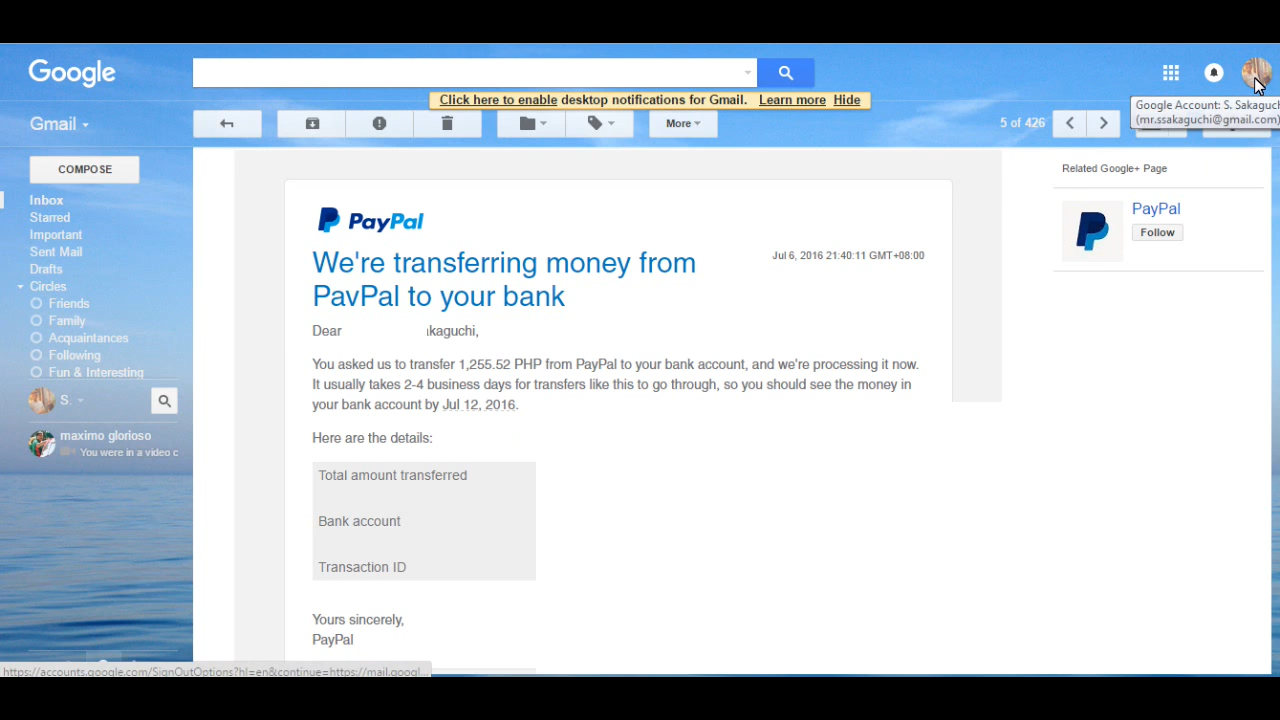 Google
Click here to enable desktop notifications for Gmail. Learn more Hide
Google Account: S. Sakaguch
(mr.ssakaguchi@gmail.com)
Gmail
More
5 of 426
COMPOSE
Inbox
Starred
Important
Sent Mail
Drafts
Circles
Friends
Family
Acquaintances
Following
Fun & Interesting
S.
maximo glorioso
You were in a video c
PayPal
We're transferring money from
PavPal to your bank
Jul 6, 2016 21:40:11 GMT+08:00
Dear akaguchi,
You asked us to transfer 1,255.52 PHP from PayPal to your bank account, and we're processing it now.
It usually takes 2-4 business days for transfers like this to go through, so you should see the money in
your bank account by Jul 12, 2016.
Here are the details:
Total amount transferred
Bank account
Transaction ID
Yours sincerely,
PayPal
Related Google+ Page
PayPal
Follow
https://accounts.google.com/SignOutOptions?hl=en&continue=https://mail.googl...